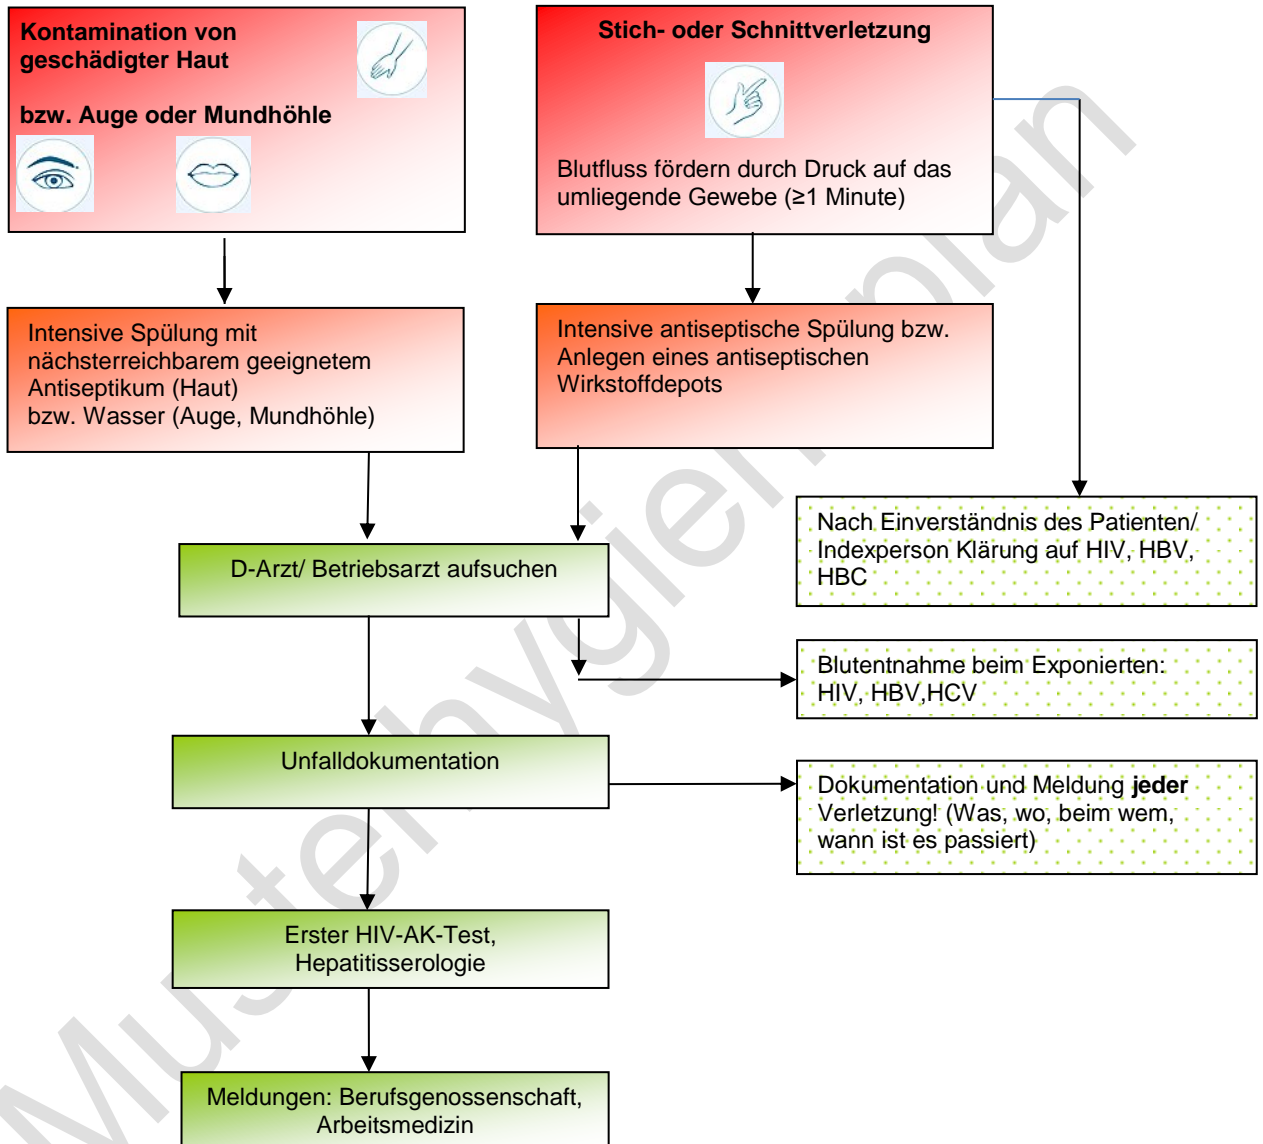 Kontamination von
geschädigter Haut
bzw. Auge oder Mundhöhle
Stich- oder Schnittverletzung
Blutfluss fördern durch Druck auf das
umliegende Gewebe (≥1 Minute)
Intensive Spülung mit
nächsterreichbarem geeignetem
Antiseptikum (Haut)
bzw. Wasser (Auge, Mundhöhle)
Intensive antiseptische Spülung bzw.
Anlegen eines antiseptischen
Wirkstoffdepots
Nach Einverständnis des Patienten/
Indexperson Klärung auf HIV, HBV,
HBC
D-Arzt/ Betriebsarzt aufsuchen
Blutentnahme beim Exponierten:
HIV, HBV,HCV
Unfalldokumentation
Dokumentation und Meldung jeder
Verletzung! (Was, wo, beim wem,
wann ist es passiert)
Erster HIV-AK-Test,
Hepatitisserologie
Meldungen: Berufsgenossenschaft,
Arbeitsmedizin
Musterhygieneplan